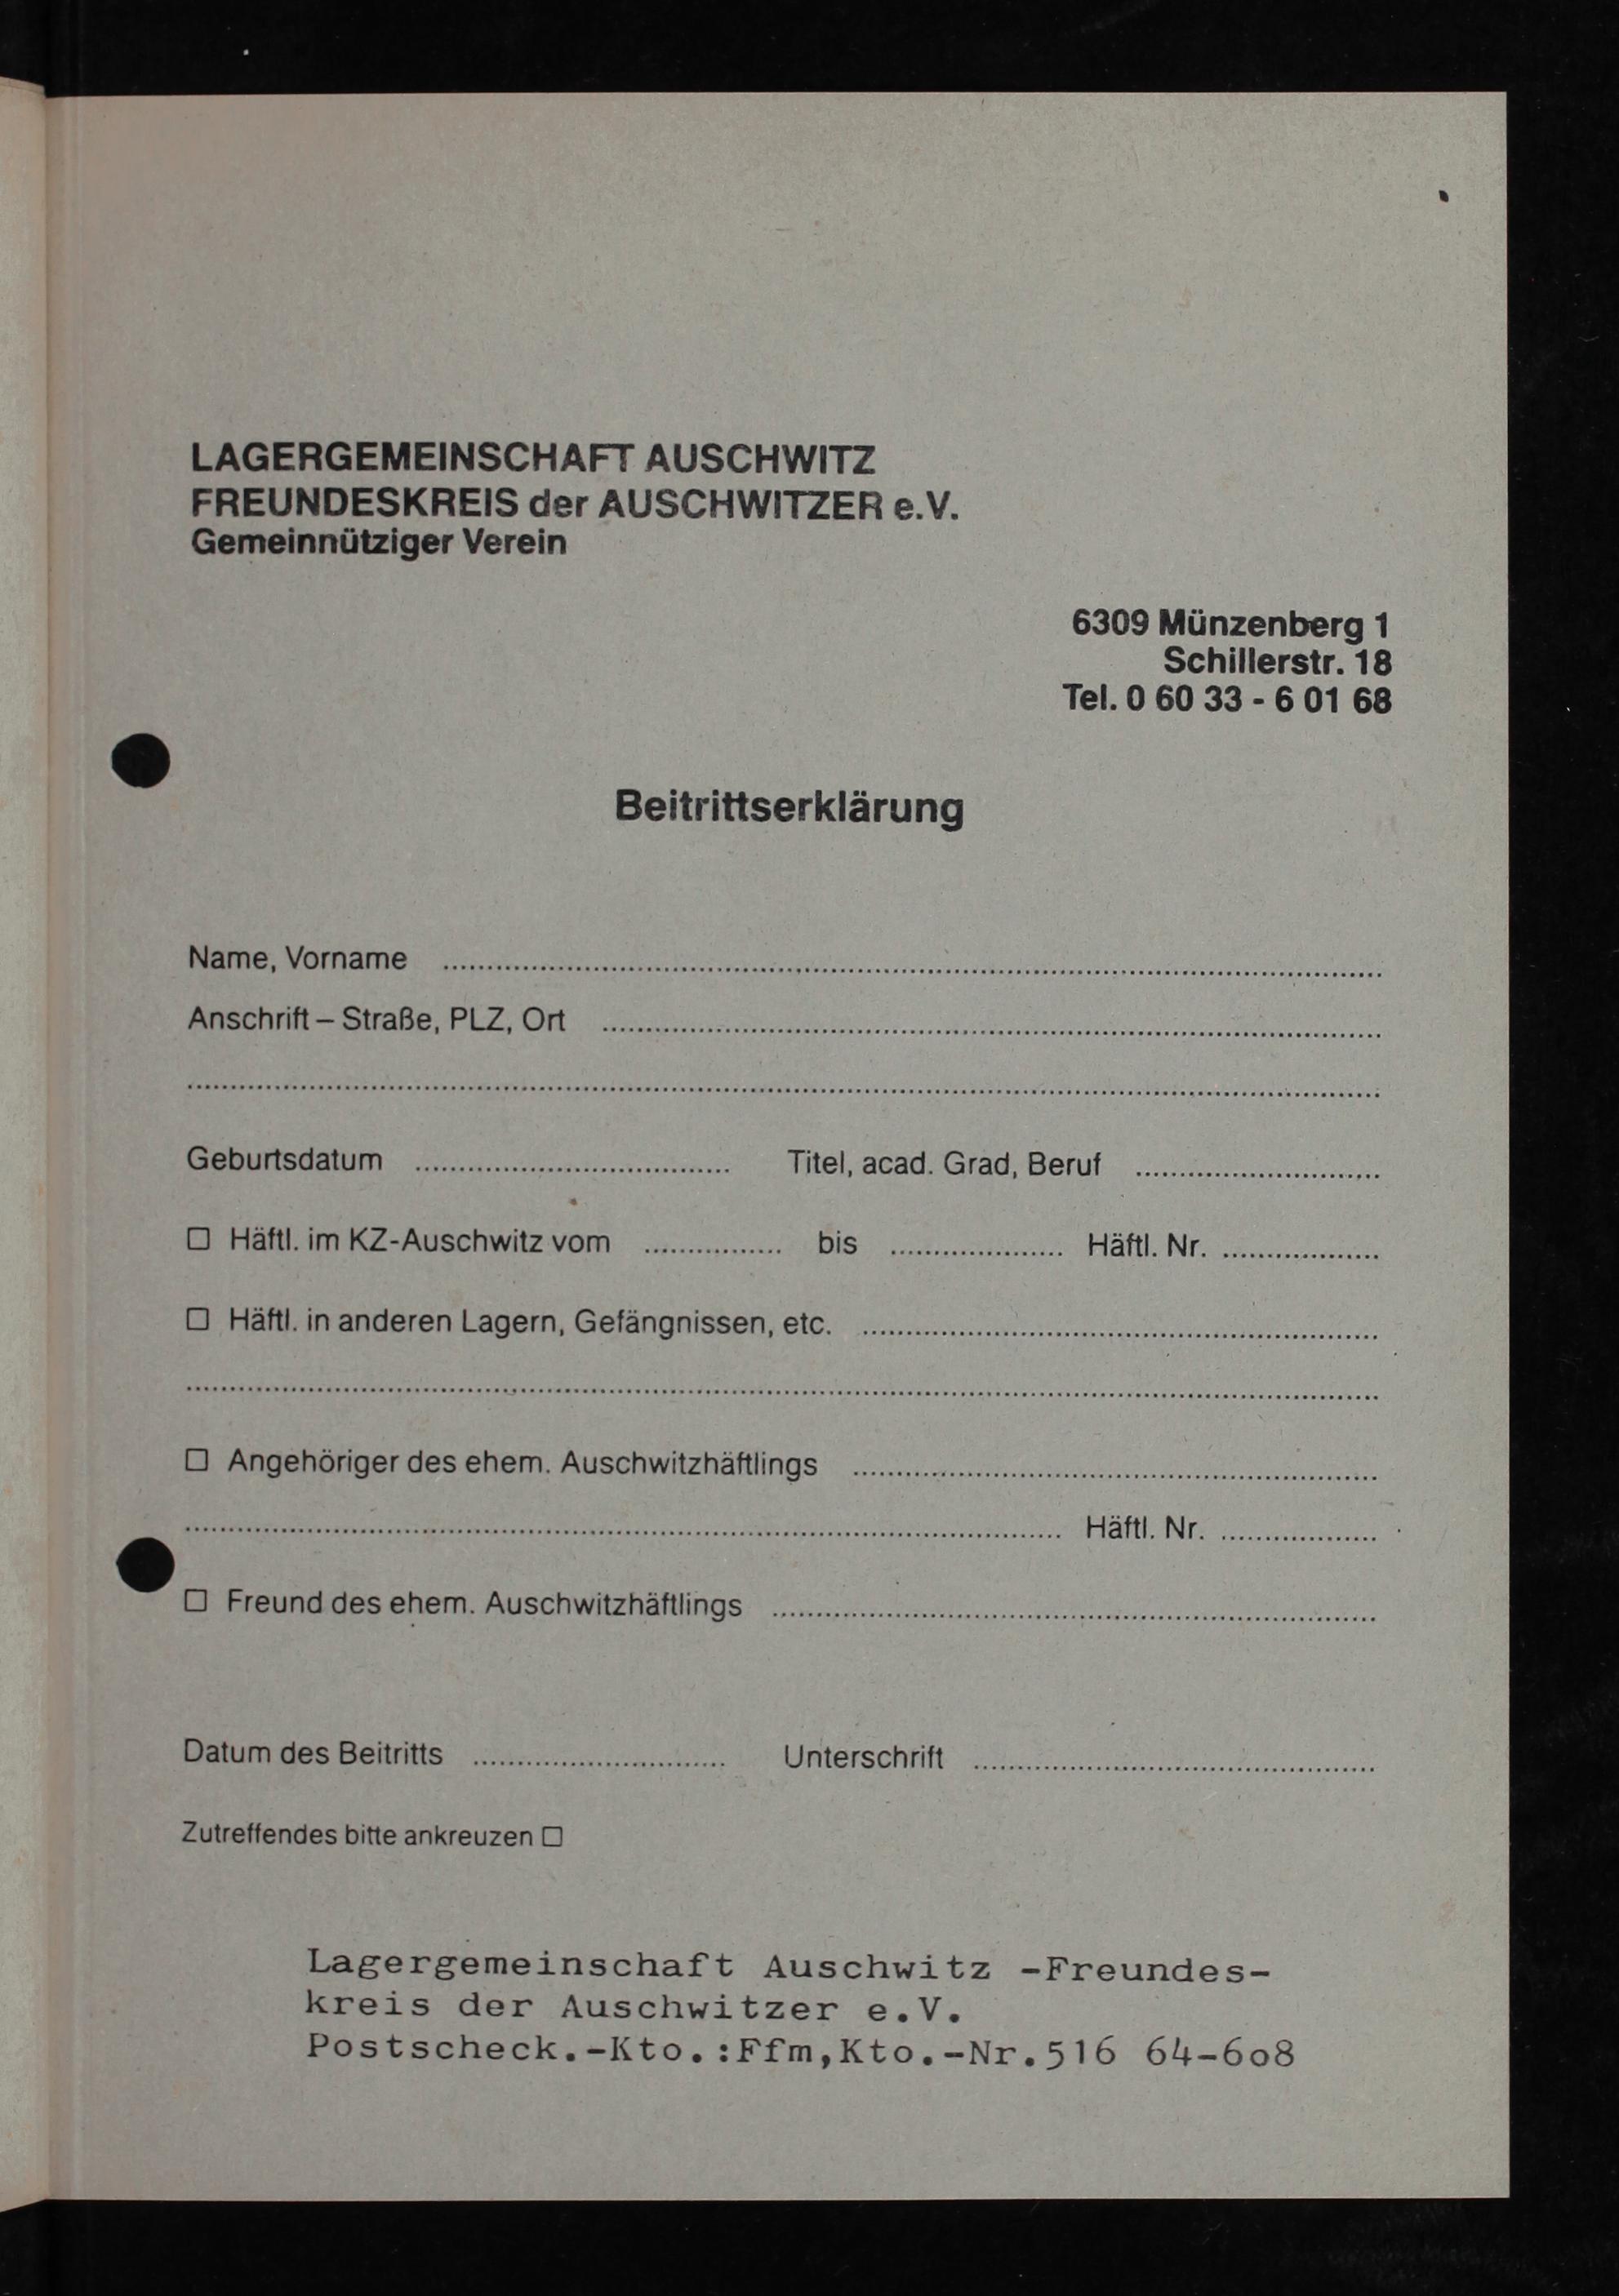 LAGERGEMEINSCHAFT AUSCHWITZ
FREUNDESKREIS der AUSCHWITZER e.V.
Gemeinnütziger Verein
6309 Münzenberg 1
Schillerstr. 18
Tel. 0 60 33 - 6 01 68
Beitrittserklärung
Name, Vorname
Anschrift – Straße, PLZ, Ort
Geburtsdatum Titel, acad. Grad, Beruf
☐ Häftl. im KZ-Auschwitz vom bis Häftl. Nr.
☐ Häftl. in anderen Lagern, Gefängnissen, etc.
☐ Angehöriger des ehem. Auschwitzhäftlings
Häftl. Nr.
☐ Freund des ehem. Auschwitzhäftlings
Datum des Beitritts Unterschrift
Zutreffendes bitte ankreuzen ☐
Lagergemeinschaft Auschwitz -Freundes-
kreis der Auschwitzer e.V.
Postscheck.-Kto.:Ffm,Kto.-Nr.516 64-6o8